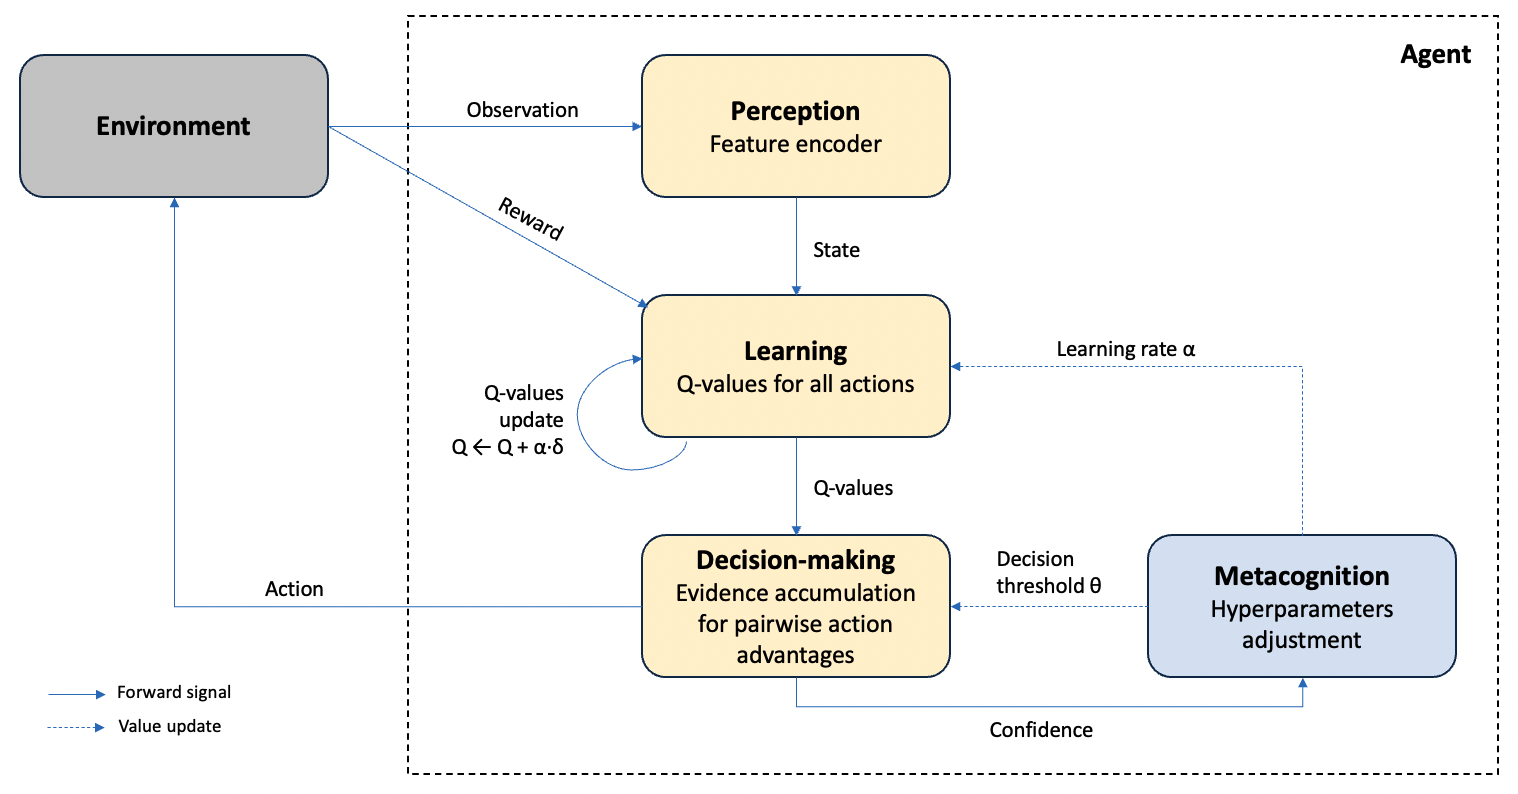 Agent
Environment
Observation
Perception
Feature encoder
Reward
State
Learning
Q-values for all actions
Learning rate α
Q-values
update
Q ← Q + α·δ
Q-values
Decision-making
Evidence accumulation
for pairwise action
advantages
Decision
threshold θ
Metacognition
Hyperparameters
adjustment
Action
Confidence
Forward signal
Value update